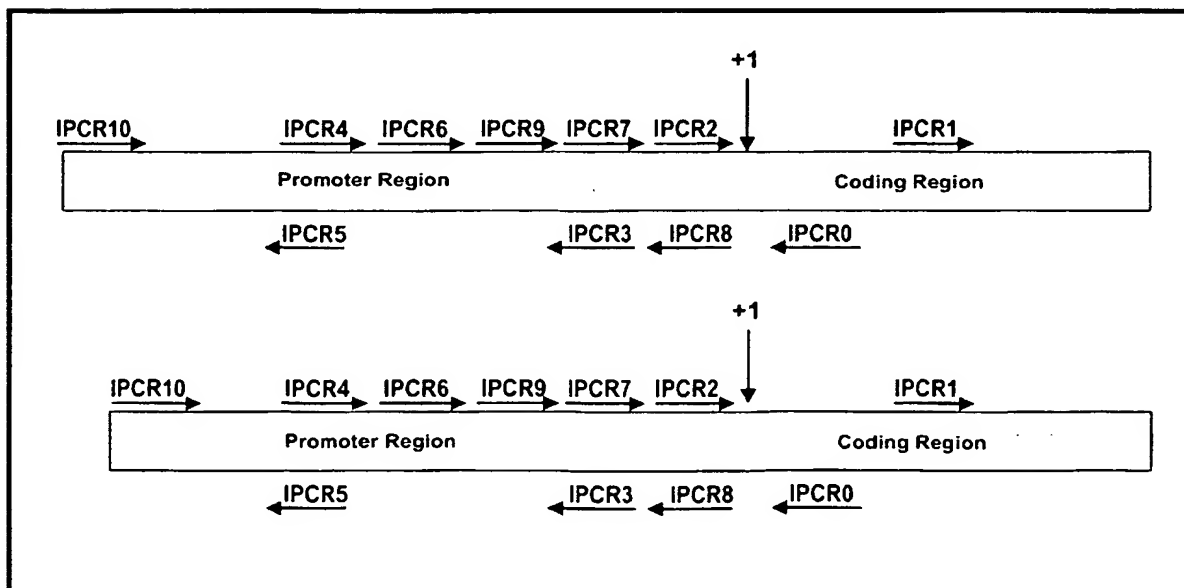 +1
IPCR10 IPCR4 IPCR6 IPCR9 IPCR7 IPCR2 IPCR1
Promoter Region Coding Region
IPCR5 IPCR3 IPCR8 IPCR0
+1
IPCR10 IPCR4 IPCR6 IPCR9 IPCR7 IPCR2 IPCR1
Promoter Region Coding Region
IPCR5 IPCR3 IPCR8 IPCR0